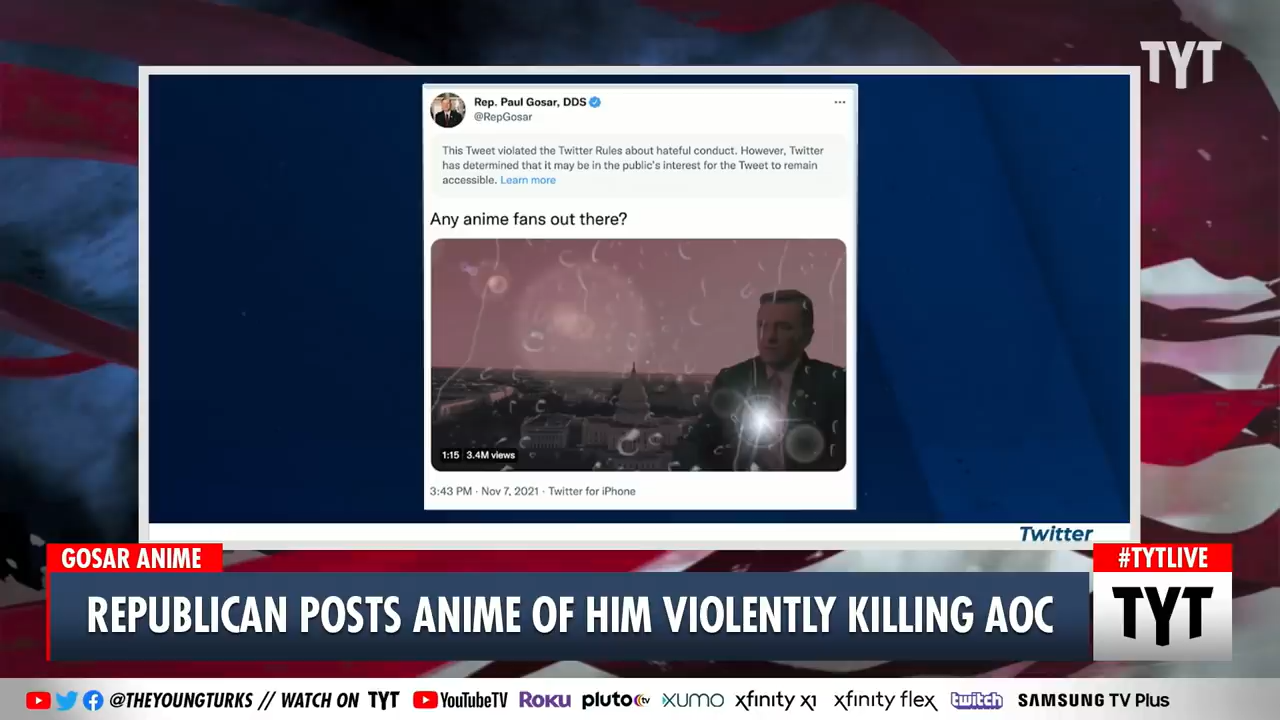 TYT
Rep. Paul Gosar, DDS
@RepGosar
This Tweet violated the Twitter Rules about hateful conduct. However, Twitter
has determined that it may be in the public's interest for the Tweet to remain
accessible. Learn more
Any anime fans out there?
1:15 3.4M views
3:43 PM · Nov 7, 2021 · Twitter for iPhone
Twitter
GOSAR ANIME
#TYTLIVE
REPUBLICAN POSTS ANIME OF HIM VIOLENTLY KILLING AOC
TYT
@THEYOUNGTURKS // WATCH ON TYT YouTubeTV ROKU pluto tv XUMO xfinity x1 xfinity flex twitch SAMSUNG TV Plus